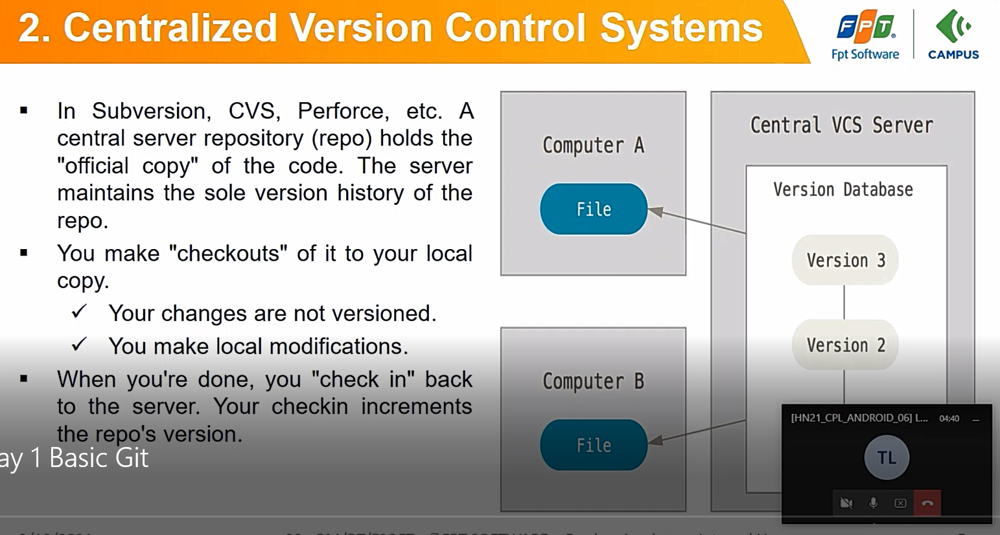 2. Centralized Version Control Systems
FPT
Fpt Software
CAMPUS
▪ In Subversion, CVS, Perforce, etc. A
central server repository (repo) holds the
"official copy" of the code. The server
maintains the sole version history of the
repo.
▪ You make "checkouts" of it to your local
copy.
✓ Your changes are not versioned.
✓ You make local modifications.
▪ When you're done, you "check in" back
to the server. Your checkin increments
the repo's version.
ay 1 Basic Git
Computer A
File
Computer B
File
Central VCS Server
Version Database
Version 3
Version 2
[HN21_CPL_ANDROID_06] L... 04:40
TL